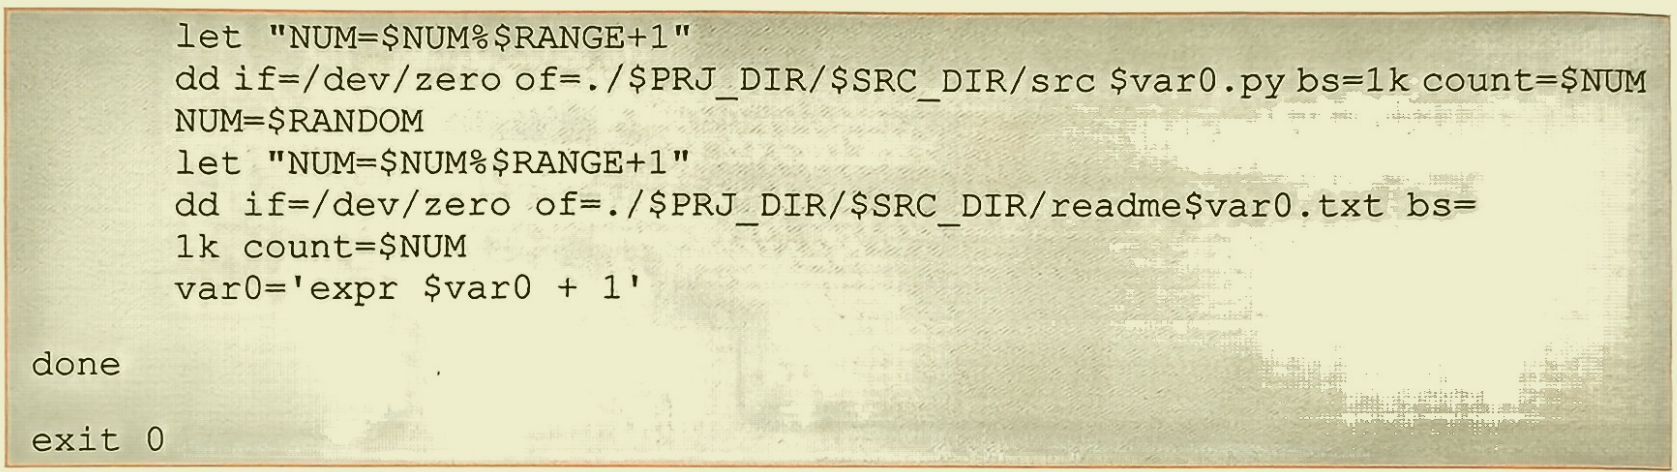 let "NUM=$NUM%$RANGE+1"
dd if=/dev/zero of=./$PRJ_DIR/$SRC_DIR/src $var0.py bs=1k count=$NUM
NUM=$RANDOM
let "NUM=$NUM%$RANGE+1"
dd if=/dev/zero of=./$PRJ_DIR/$SRC_DIR/readme$var0.txt bs=
1k count=$NUM
var0='expr $var0 + 1'
done
exit 0